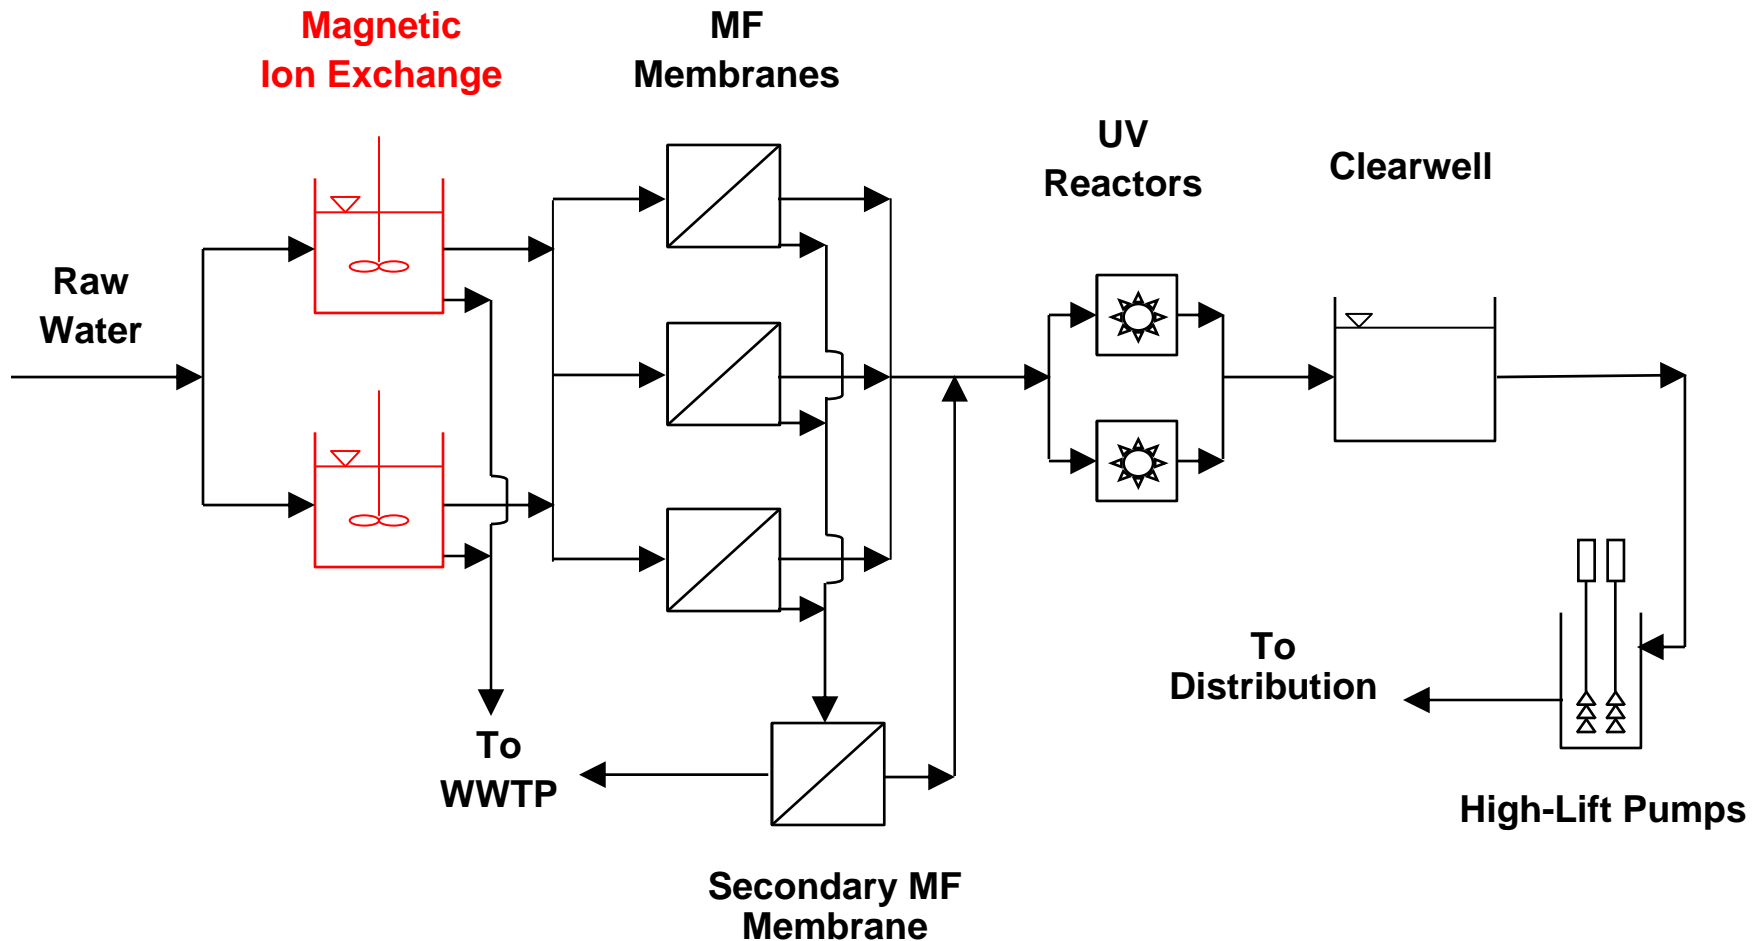 Magnetic
Ion Exchange
MF
Membranes
UV
Reactors
Clearwell
Raw
Water
To
Distribution
To
WWTP
High-Lift Pumps
Secondary MF
Membrane